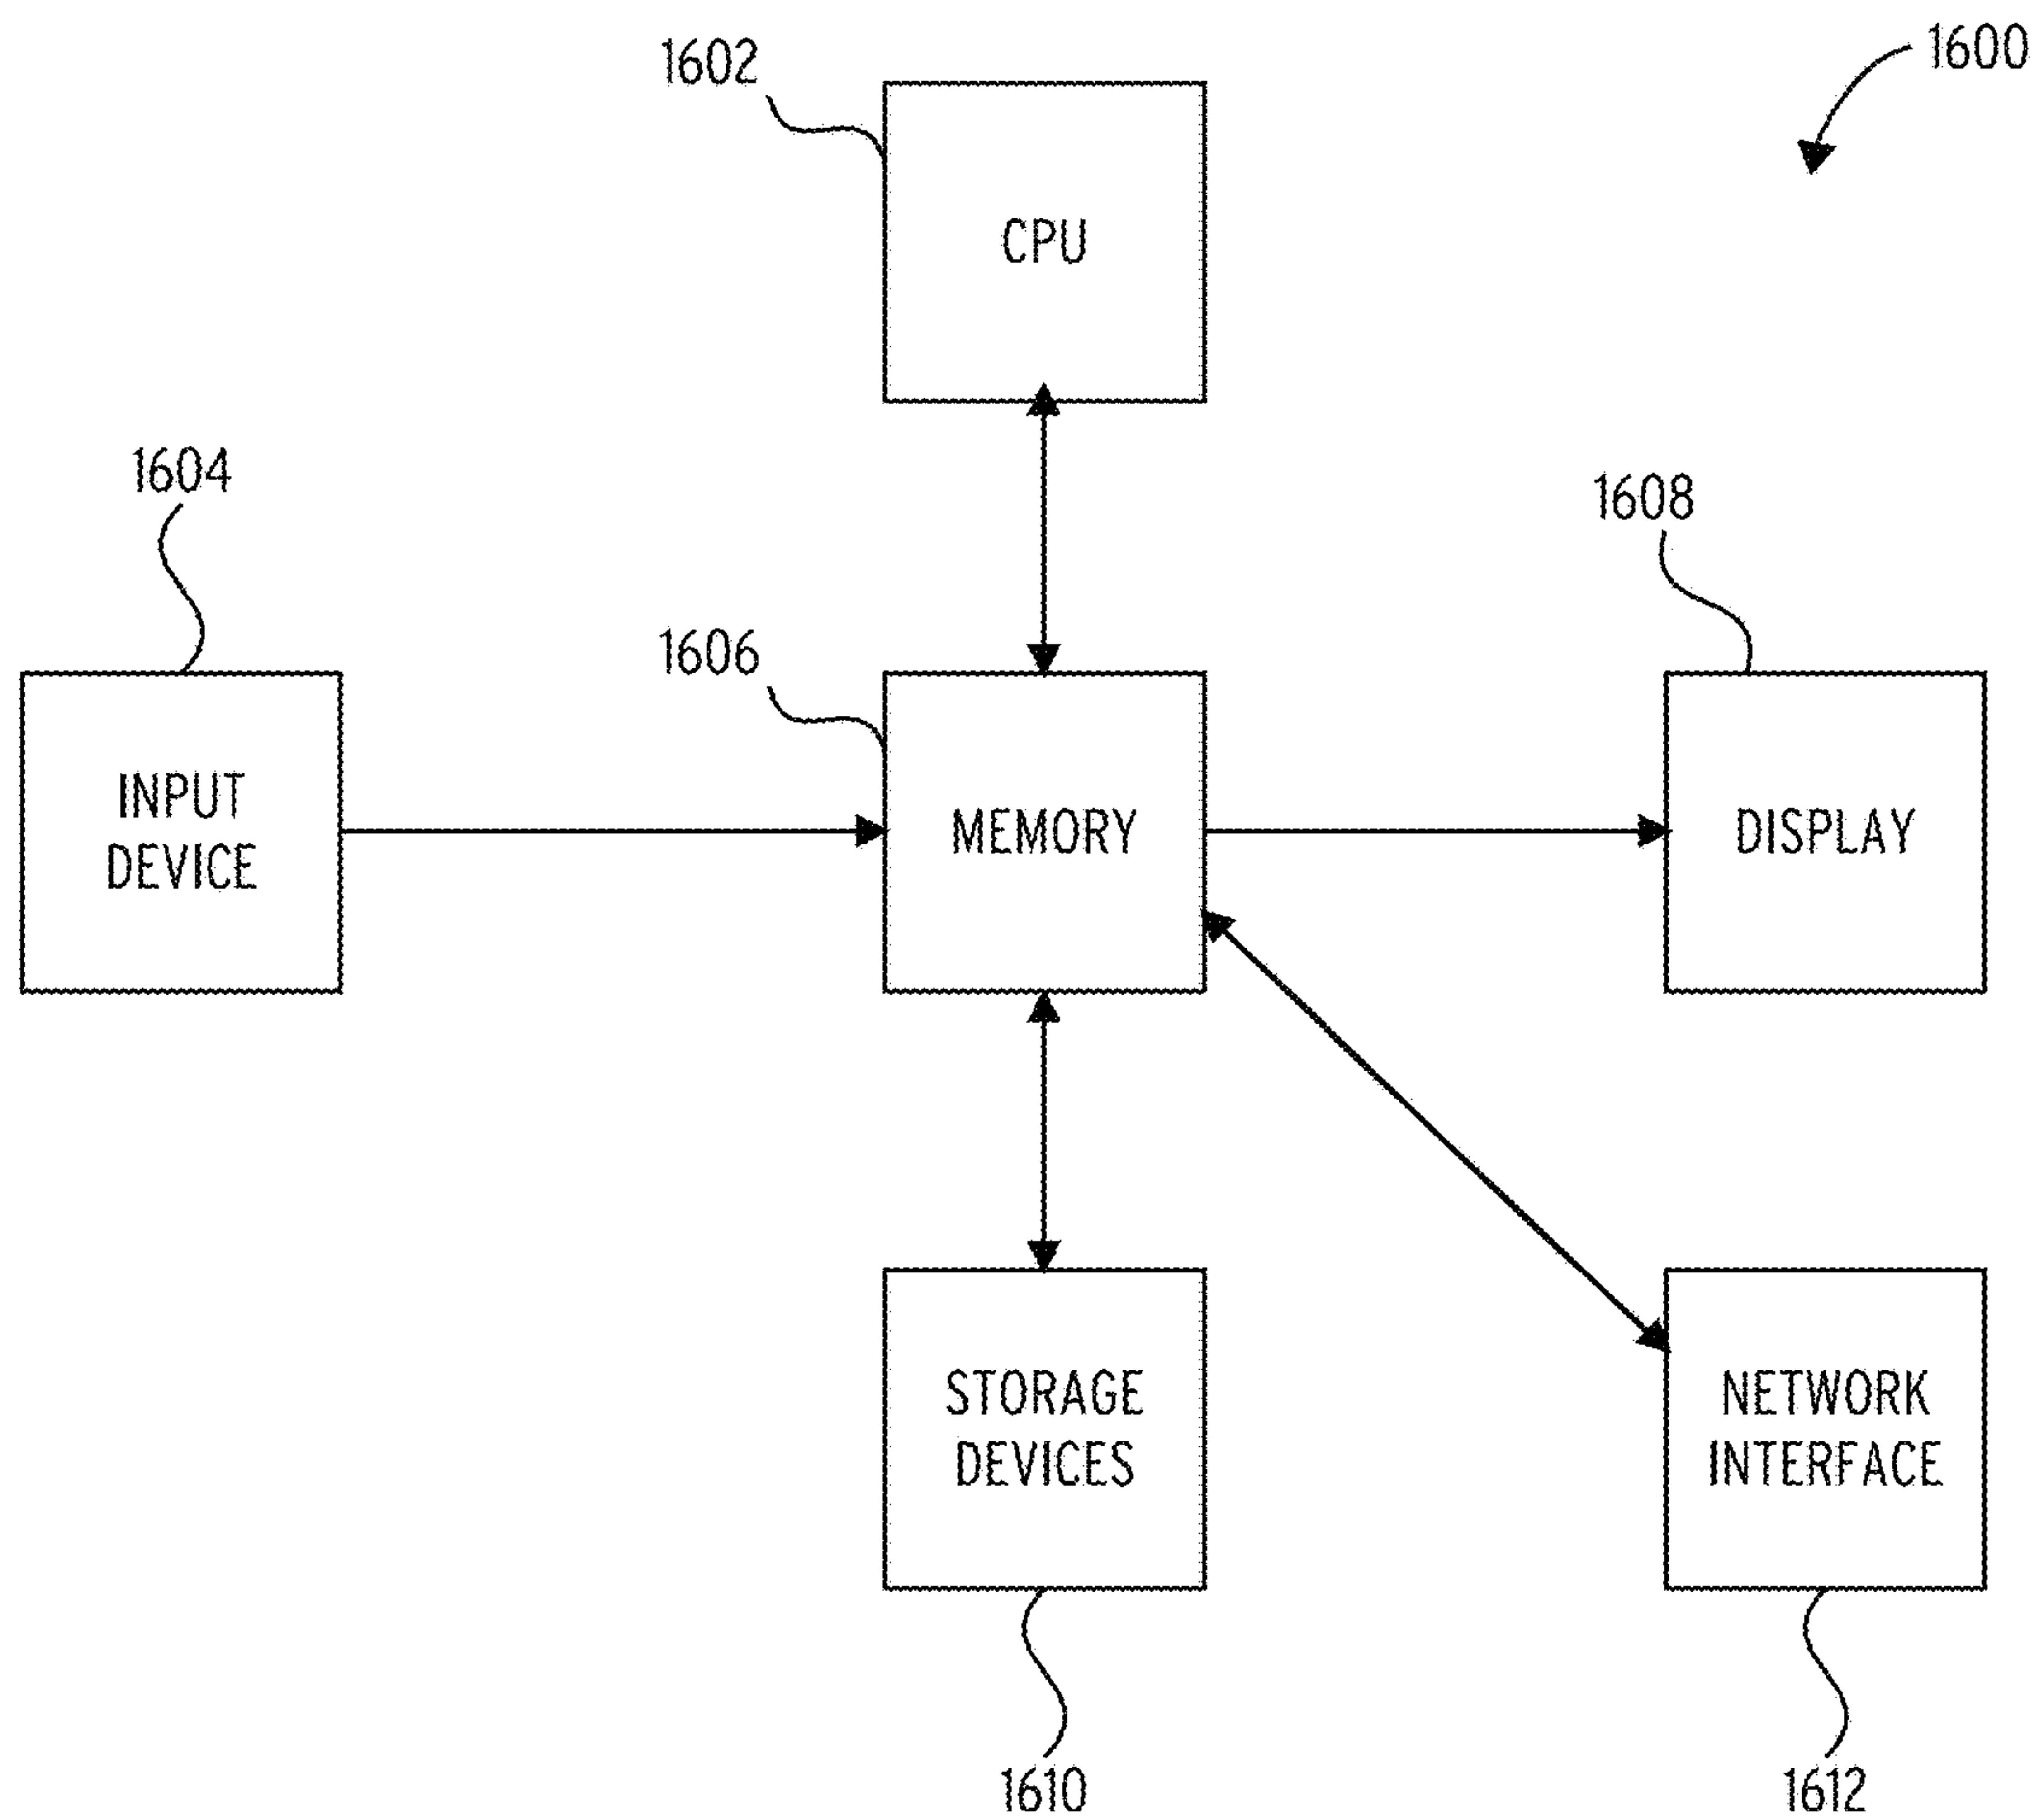 1600
1602
CPU
1604
1608
1606
INPUT
DEVICE
MEMORY
DISPLAY
STORAGE
DEVICES
NETWORK
INTERFACE
1610
1612